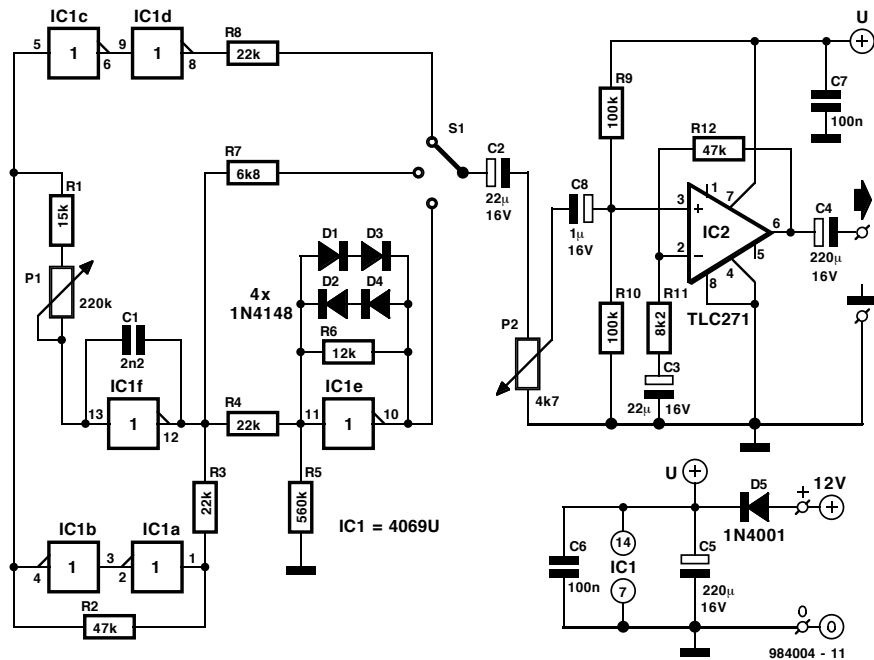 IC1c IC1d U
5 1 6 9 1 8
R8
22k
R7
6k8
S1
C2
22µ
16V
R9
100k
C7
100n
R12
47k
R1
15k
P1
220k
C8
1µ
16V
3 + 1 7
IC2
2 − 6
5 4 8
TLC271
C4
220µ
16V
D1 D3
D2 D4
4x
1N4148
R6
12k
R10
100k
R11
8k2
C3
22µ 16V
P2
4k7
C1
2n2
IC1f
13 1 12
R4
22k
IC1e
11 1 10
R3
22k
R5
560k
IC1 = 4069U
IC1b IC1a
4 1 3 2 1 1
R2
47k
U +
D5
1N4001
+ 12V
+
C6
100n
14
IC1
7
C5
220µ
16V
0 0
984004 - 11